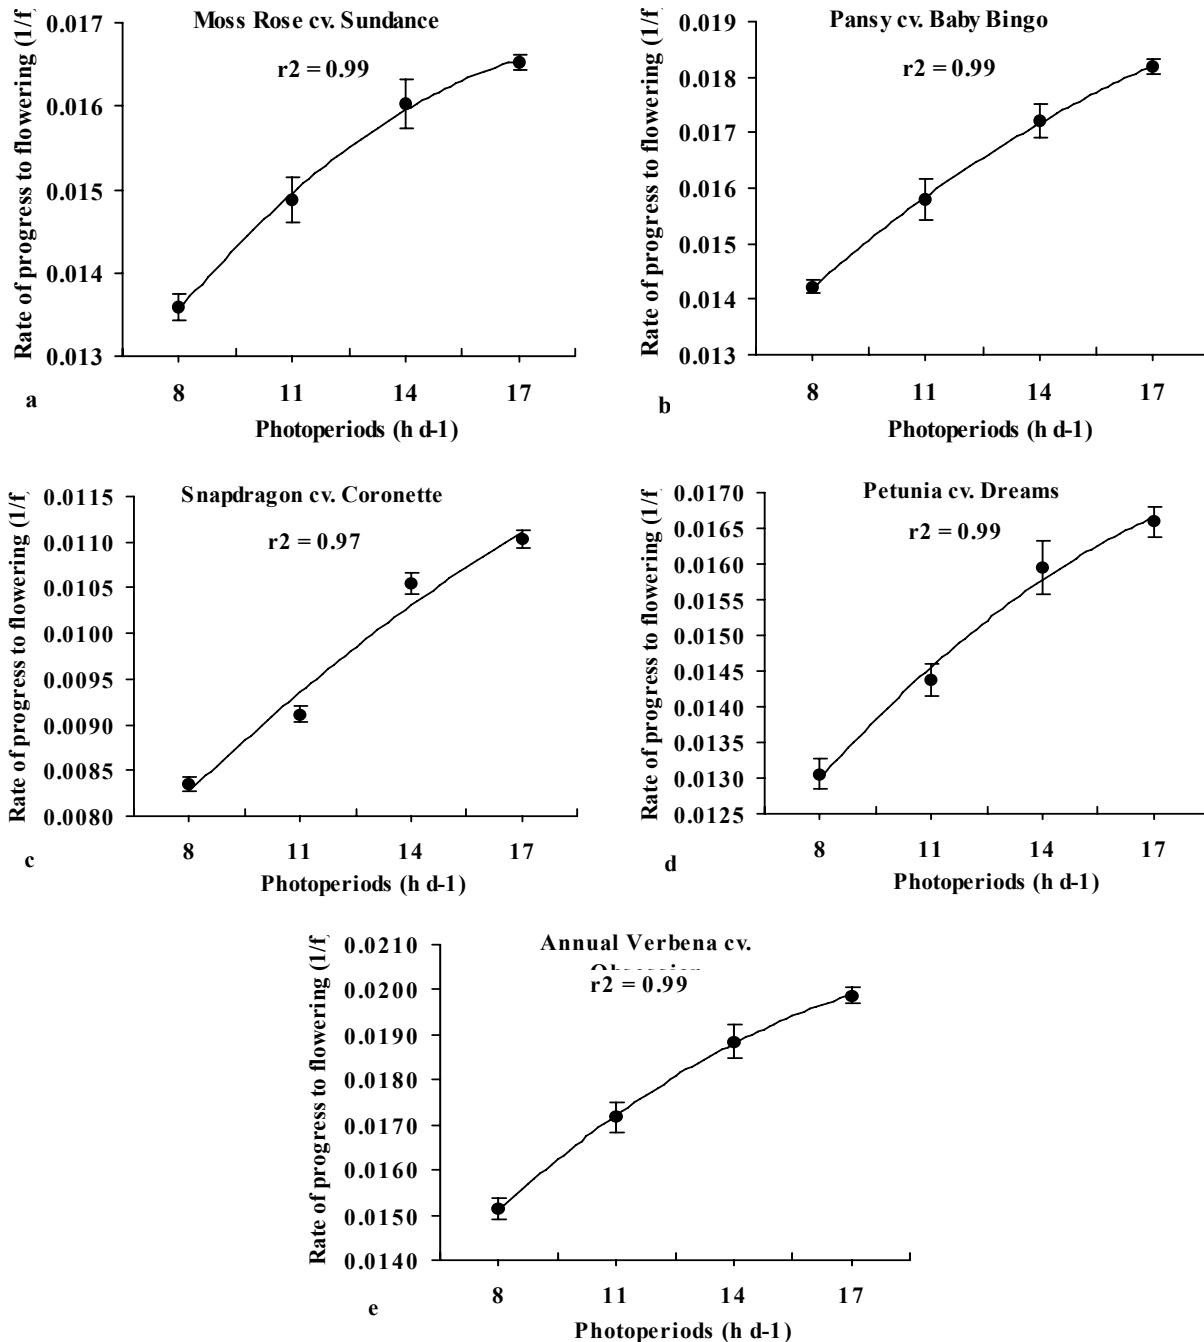 Moss Rose cv. Sundance
r2 = 0.99
Rate of progress to flowering (1/f
0.017
0.016
0.015
0.014
0.013
8 11 14 17
Photoperiods (h d-1)
a
Pansy cv. Baby Bingo
r2 = 0.99
Rate of progress to flowering (1/f
0.019
0.018
0.017
0.016
0.015
0.014
0.013
8 11 14 17
Photoperiods (h d-1)
b
Snapdragon cv. Coronette
r2 = 0.97
Rate of progress to flowering (1/f
0.0115
0.0110
0.0105
0.0100
0.0095
0.0090
0.0085
0.0080
8 11 14 17
Photoperiods (h d-1)
c
Petunia cv. Dreams
r2 = 0.99
Rate of progress to flowering (1/f
0.0170
0.0165
0.0160
0.0155
0.0150
0.0145
0.0140
0.0135
0.0130
0.0125
8 11 14 17
Photoperiods (h d-1)
d
Annual Verbena cv.
r2 = 0.99
Rate of progress to flowering (1/f
0.0210
0.0200
0.0190
0.0180
0.0170
0.0160
0.0150
0.0140
8 11 14 17
Photoperiods (h d-1)
e